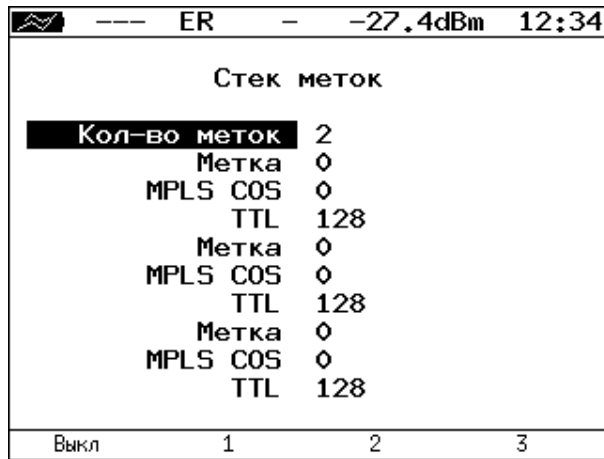 --- ER - -27.4dBm 12:34
Стек меток
Кол-во меток 2
Метка 0
MPLS COS 0
TTL 128
Метка 0
MPLS COS 0
TTL 128
Метка 0
MPLS COS 0
TTL 128
Выкл 1 2 3